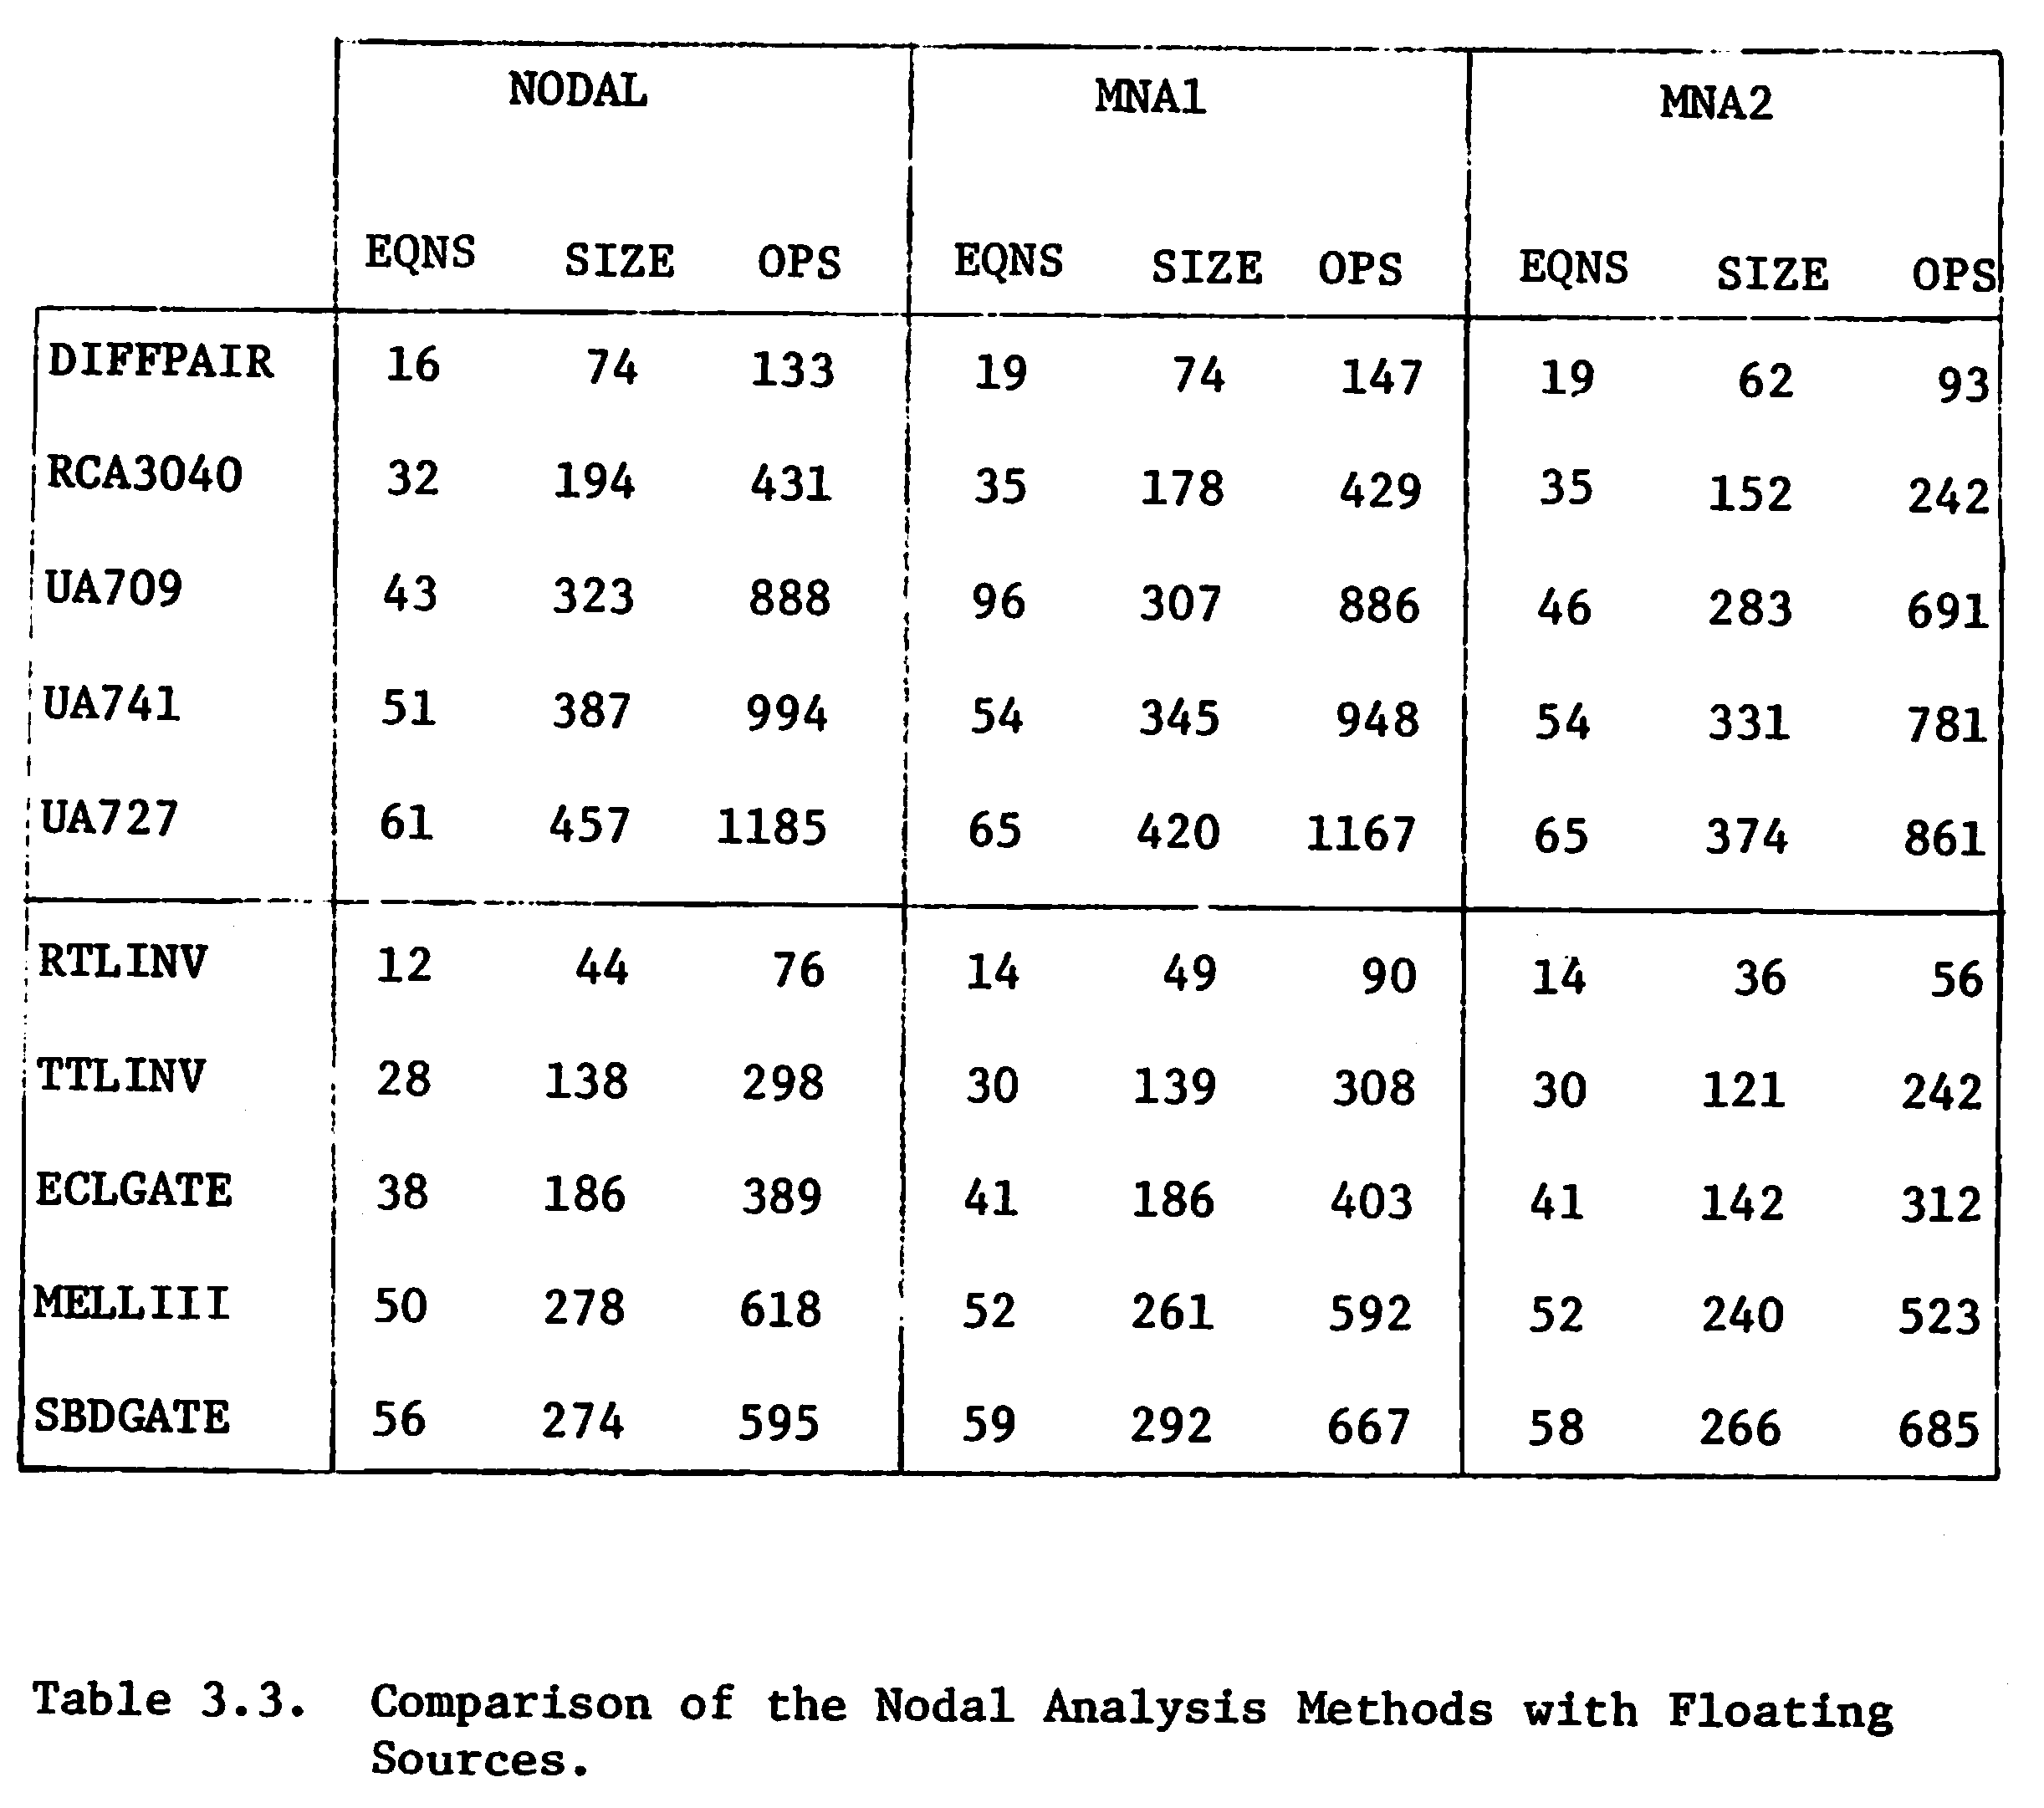 NODAL MNA1 MNA2
EQNS SIZE OPS EQNS SIZE OPS EQNS SIZE OPS
DIFFPAIR 16 74 133 19 74 147 19 62 93
RCA3040 32 194 431 35 178 429 35 152 242
UA709 43 323 888 96 307 886 46 283 691
UA741 51 387 994 54 345 948 54 331 781
UA727 61 457 1185 65 420 1167 65 374 861
RTLINV 12 44 76 14 49 90 14 36 56
TTLINV 28 138 298 30 139 308 30 121 242
ECLGATE 38 186 389 41 186 403 41 142 312
MELLIII 50 278 618 52 261 592 52 240 523
SBDGATE 56 274 595 59 292 667 58 266 685
Table 3.3. Comparison of the Nodal Analysis Methods with Floating
Sources.